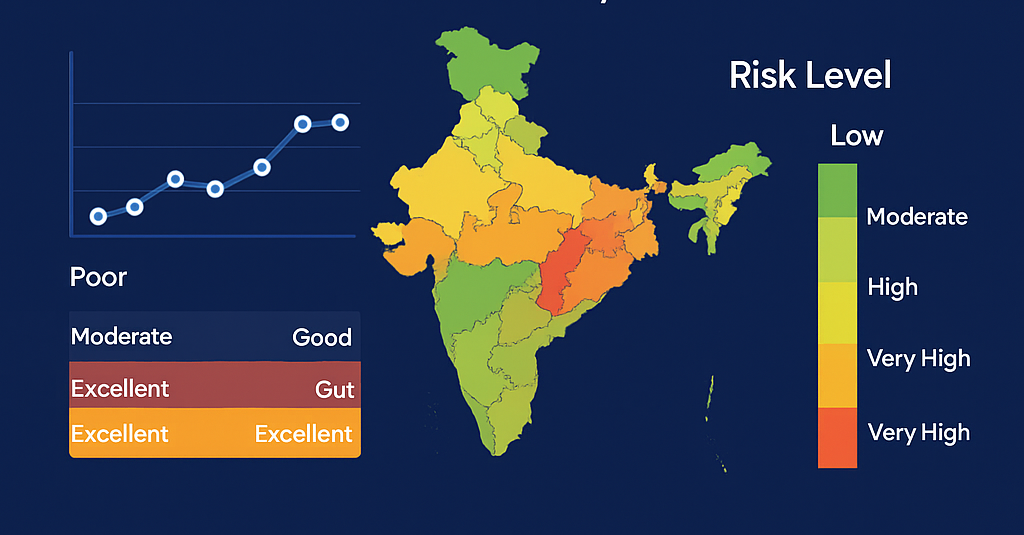 Risk Level
Low
Moderate
High
Very High
Very High
Poor
Moderate Good
Excellent Gut
Excellent Excellent